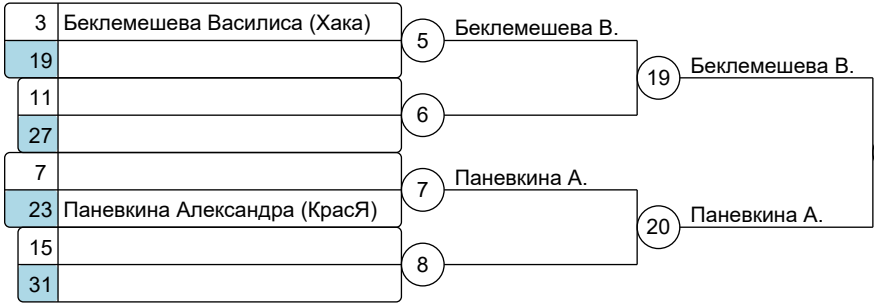 3 Беклемешева Василиса (Хака)
5 Беклемешева В.
19
19 Беклемешева В.
11
6
27
7
7 Паневкина А.
23 Паневкина Александра (КрасЯ)
20 Паневкина А.
15
8
31